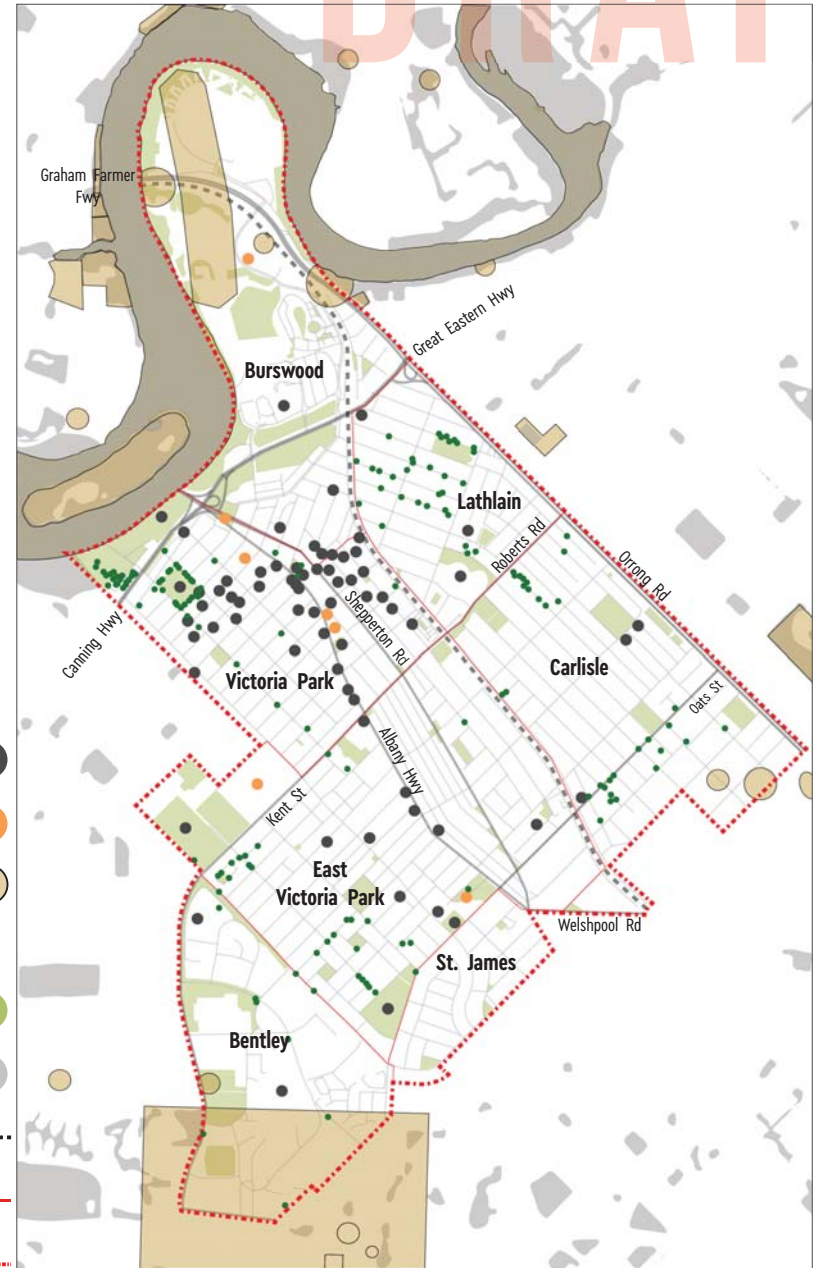 DRAF
Graham Farmer
Fwy
Great Eastern Hwy
Burswood
Lathlain
Roberts Rd
Orrong Rd
Canning Hwy
Shepperton Rd
Victoria Park
Carlisle
Oats St
Albany Hwy
Kent St
East
Victoria Park
Welshpool Rd
St. James
Bentley